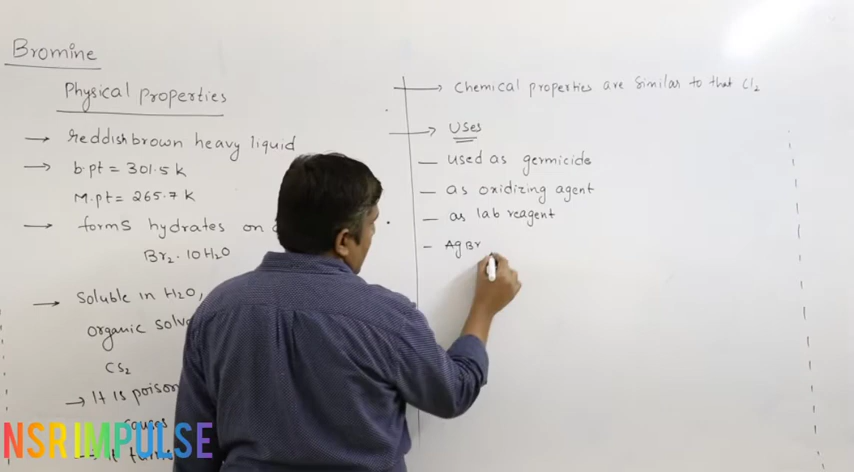 Bromine
Physical properties
→ reddish brown heavy liquid
→ b.pt = 301.5 K
M.pt = 265.7 K
→ forms hydrates on
Br₂. 10H₂O
→ soluble in H₂O,
organic
CS₂
→ It is
causes
→ chemical properties are similar to that Cl₂
→ Uses
– used as germicide
– as oxidizing agent
– as lab reagent
– AgBr
NSRIMPULSE